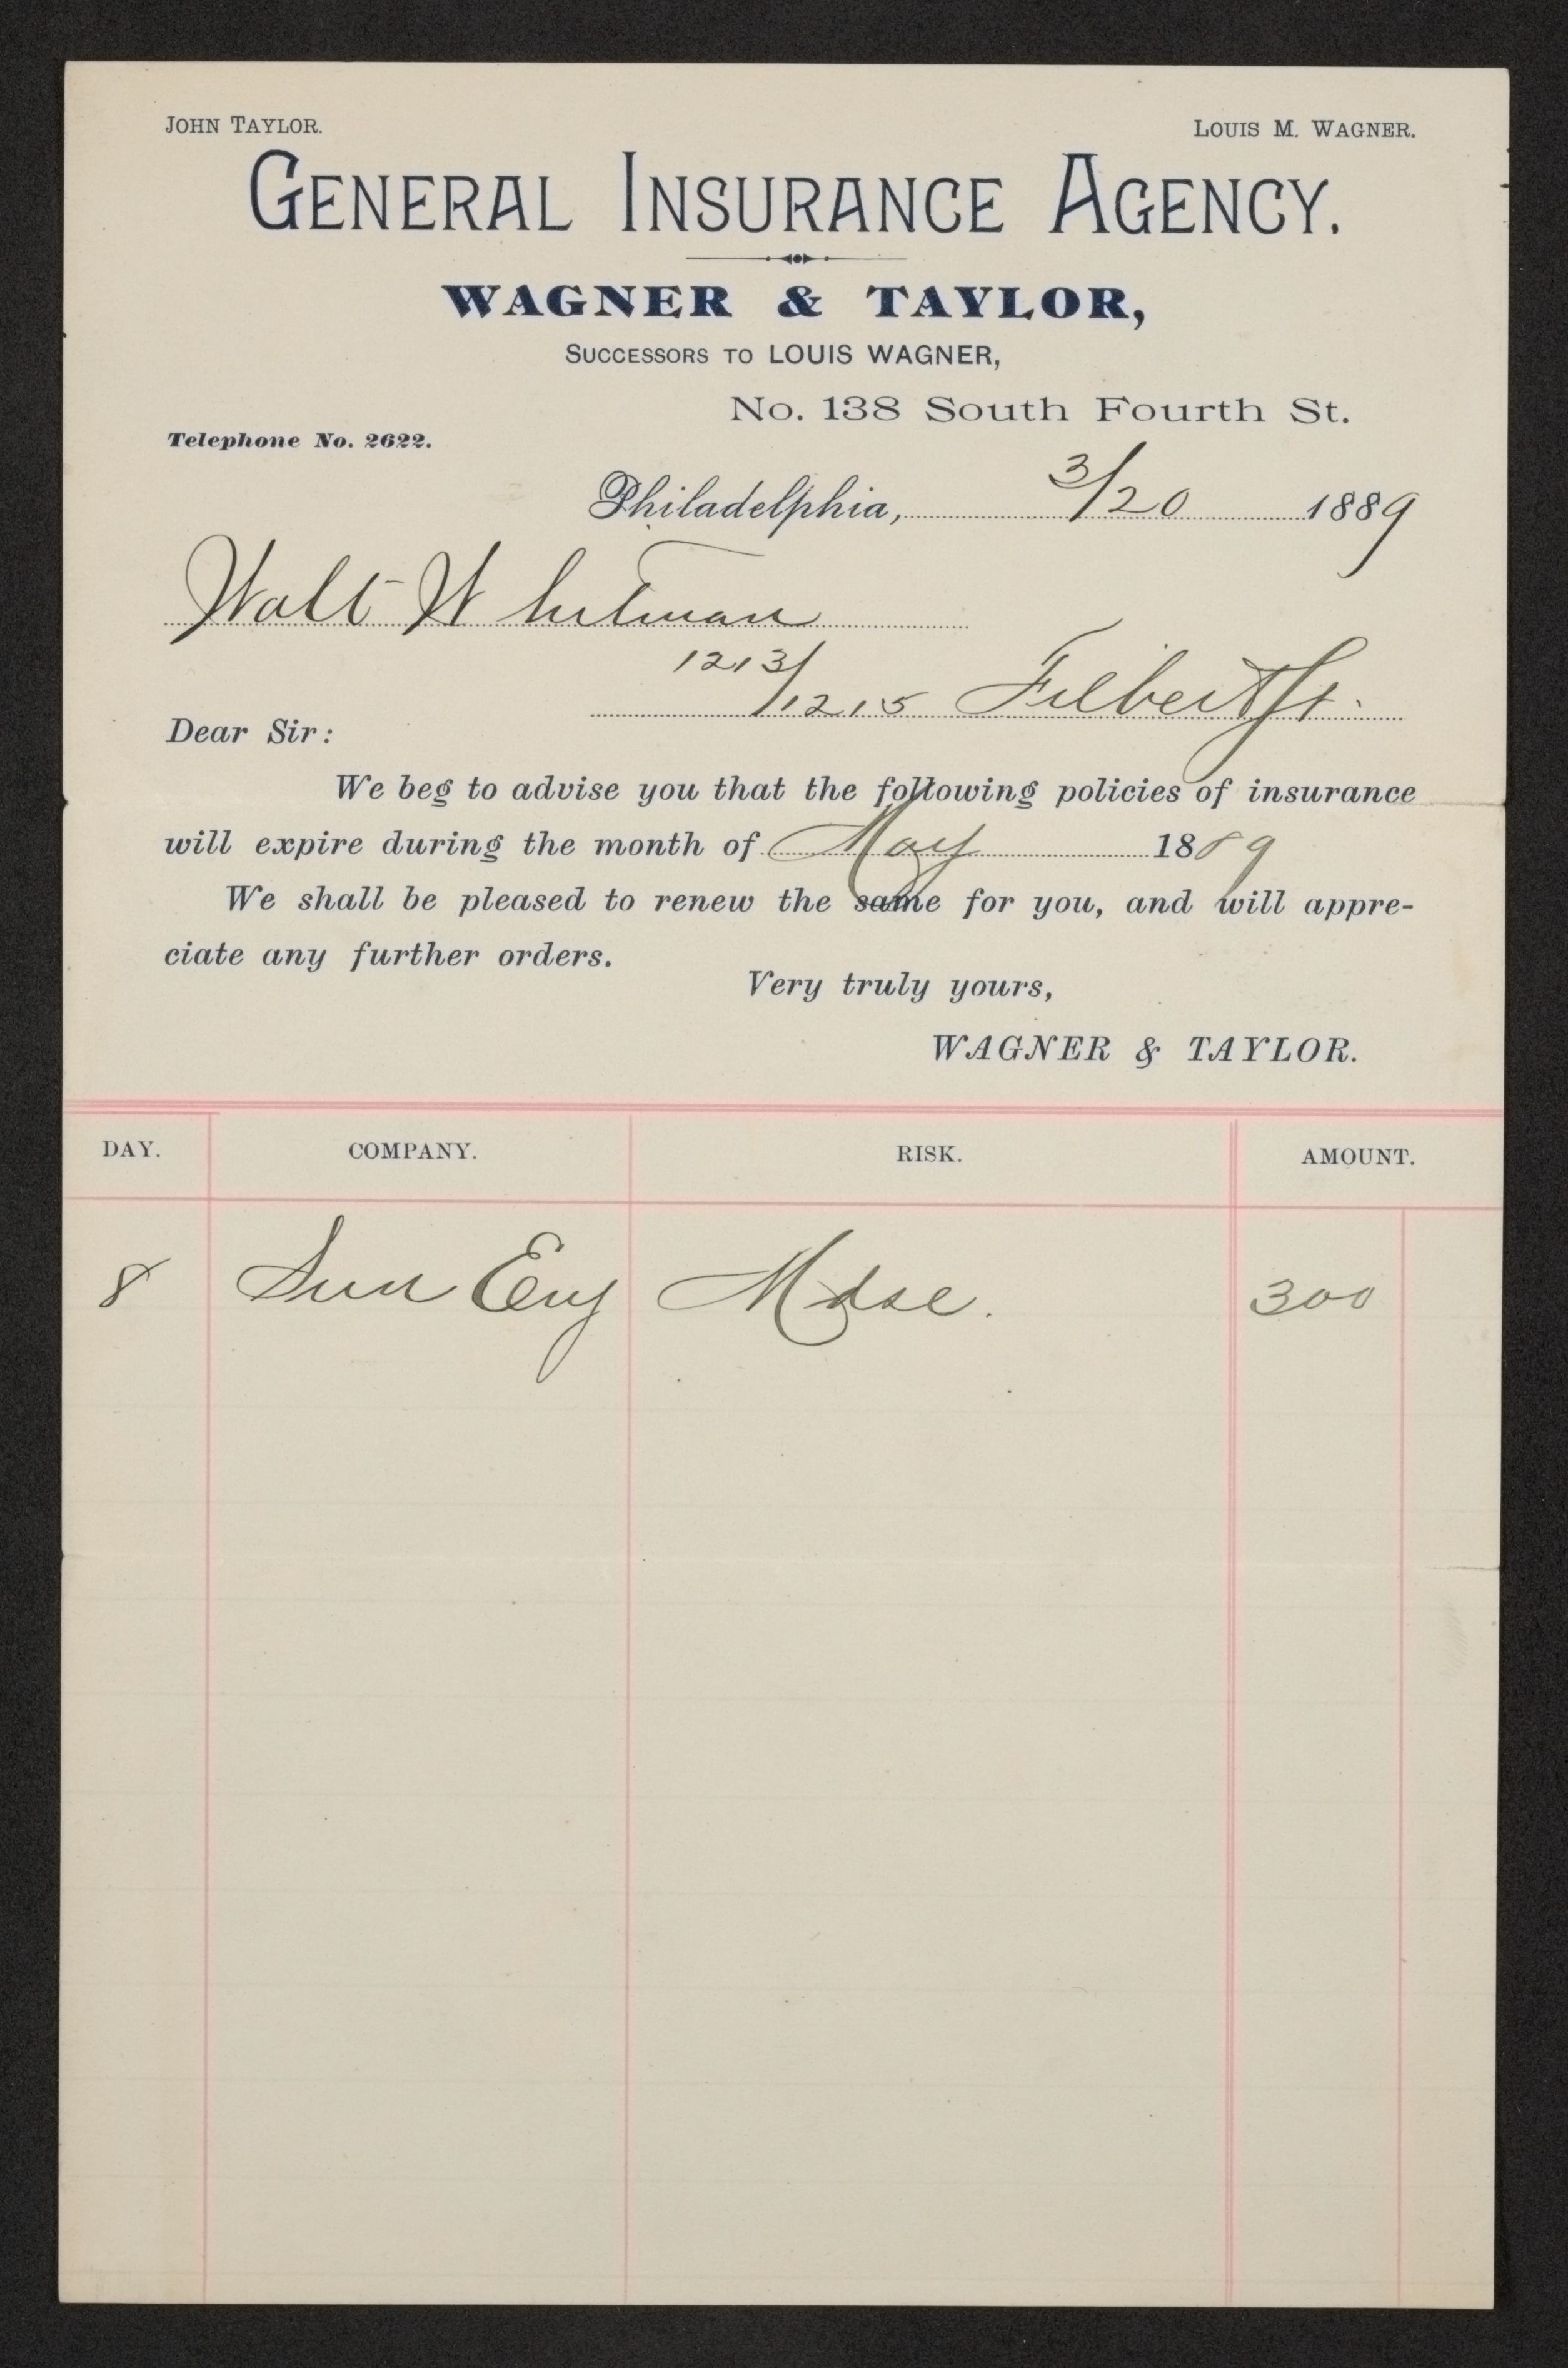 JOHN TAYLOR. LOUIS M. WAGNER.
GENERAL INSURANCE AGENCY.
WAGNER & TAYLOR,
SUCCESSORS TO LOUIS WAGNER,
No. 138 South Fourth St.
Telephone No. 2622.
Philadelphia, 3/20 1889
Walt Whitman
1213/1215 Filbert St.
Dear Sir:
We beg to advise you that the following policies of insurance
will expire during the month of May 1889
We shall be pleased to renew the same for you, and will appre-
ciate any further orders.
Very truly yours,
WAGNER & TAYLOR.
DAY. COMPANY. RISK. AMOUNT.
8 Sun Eng Mdse. 300